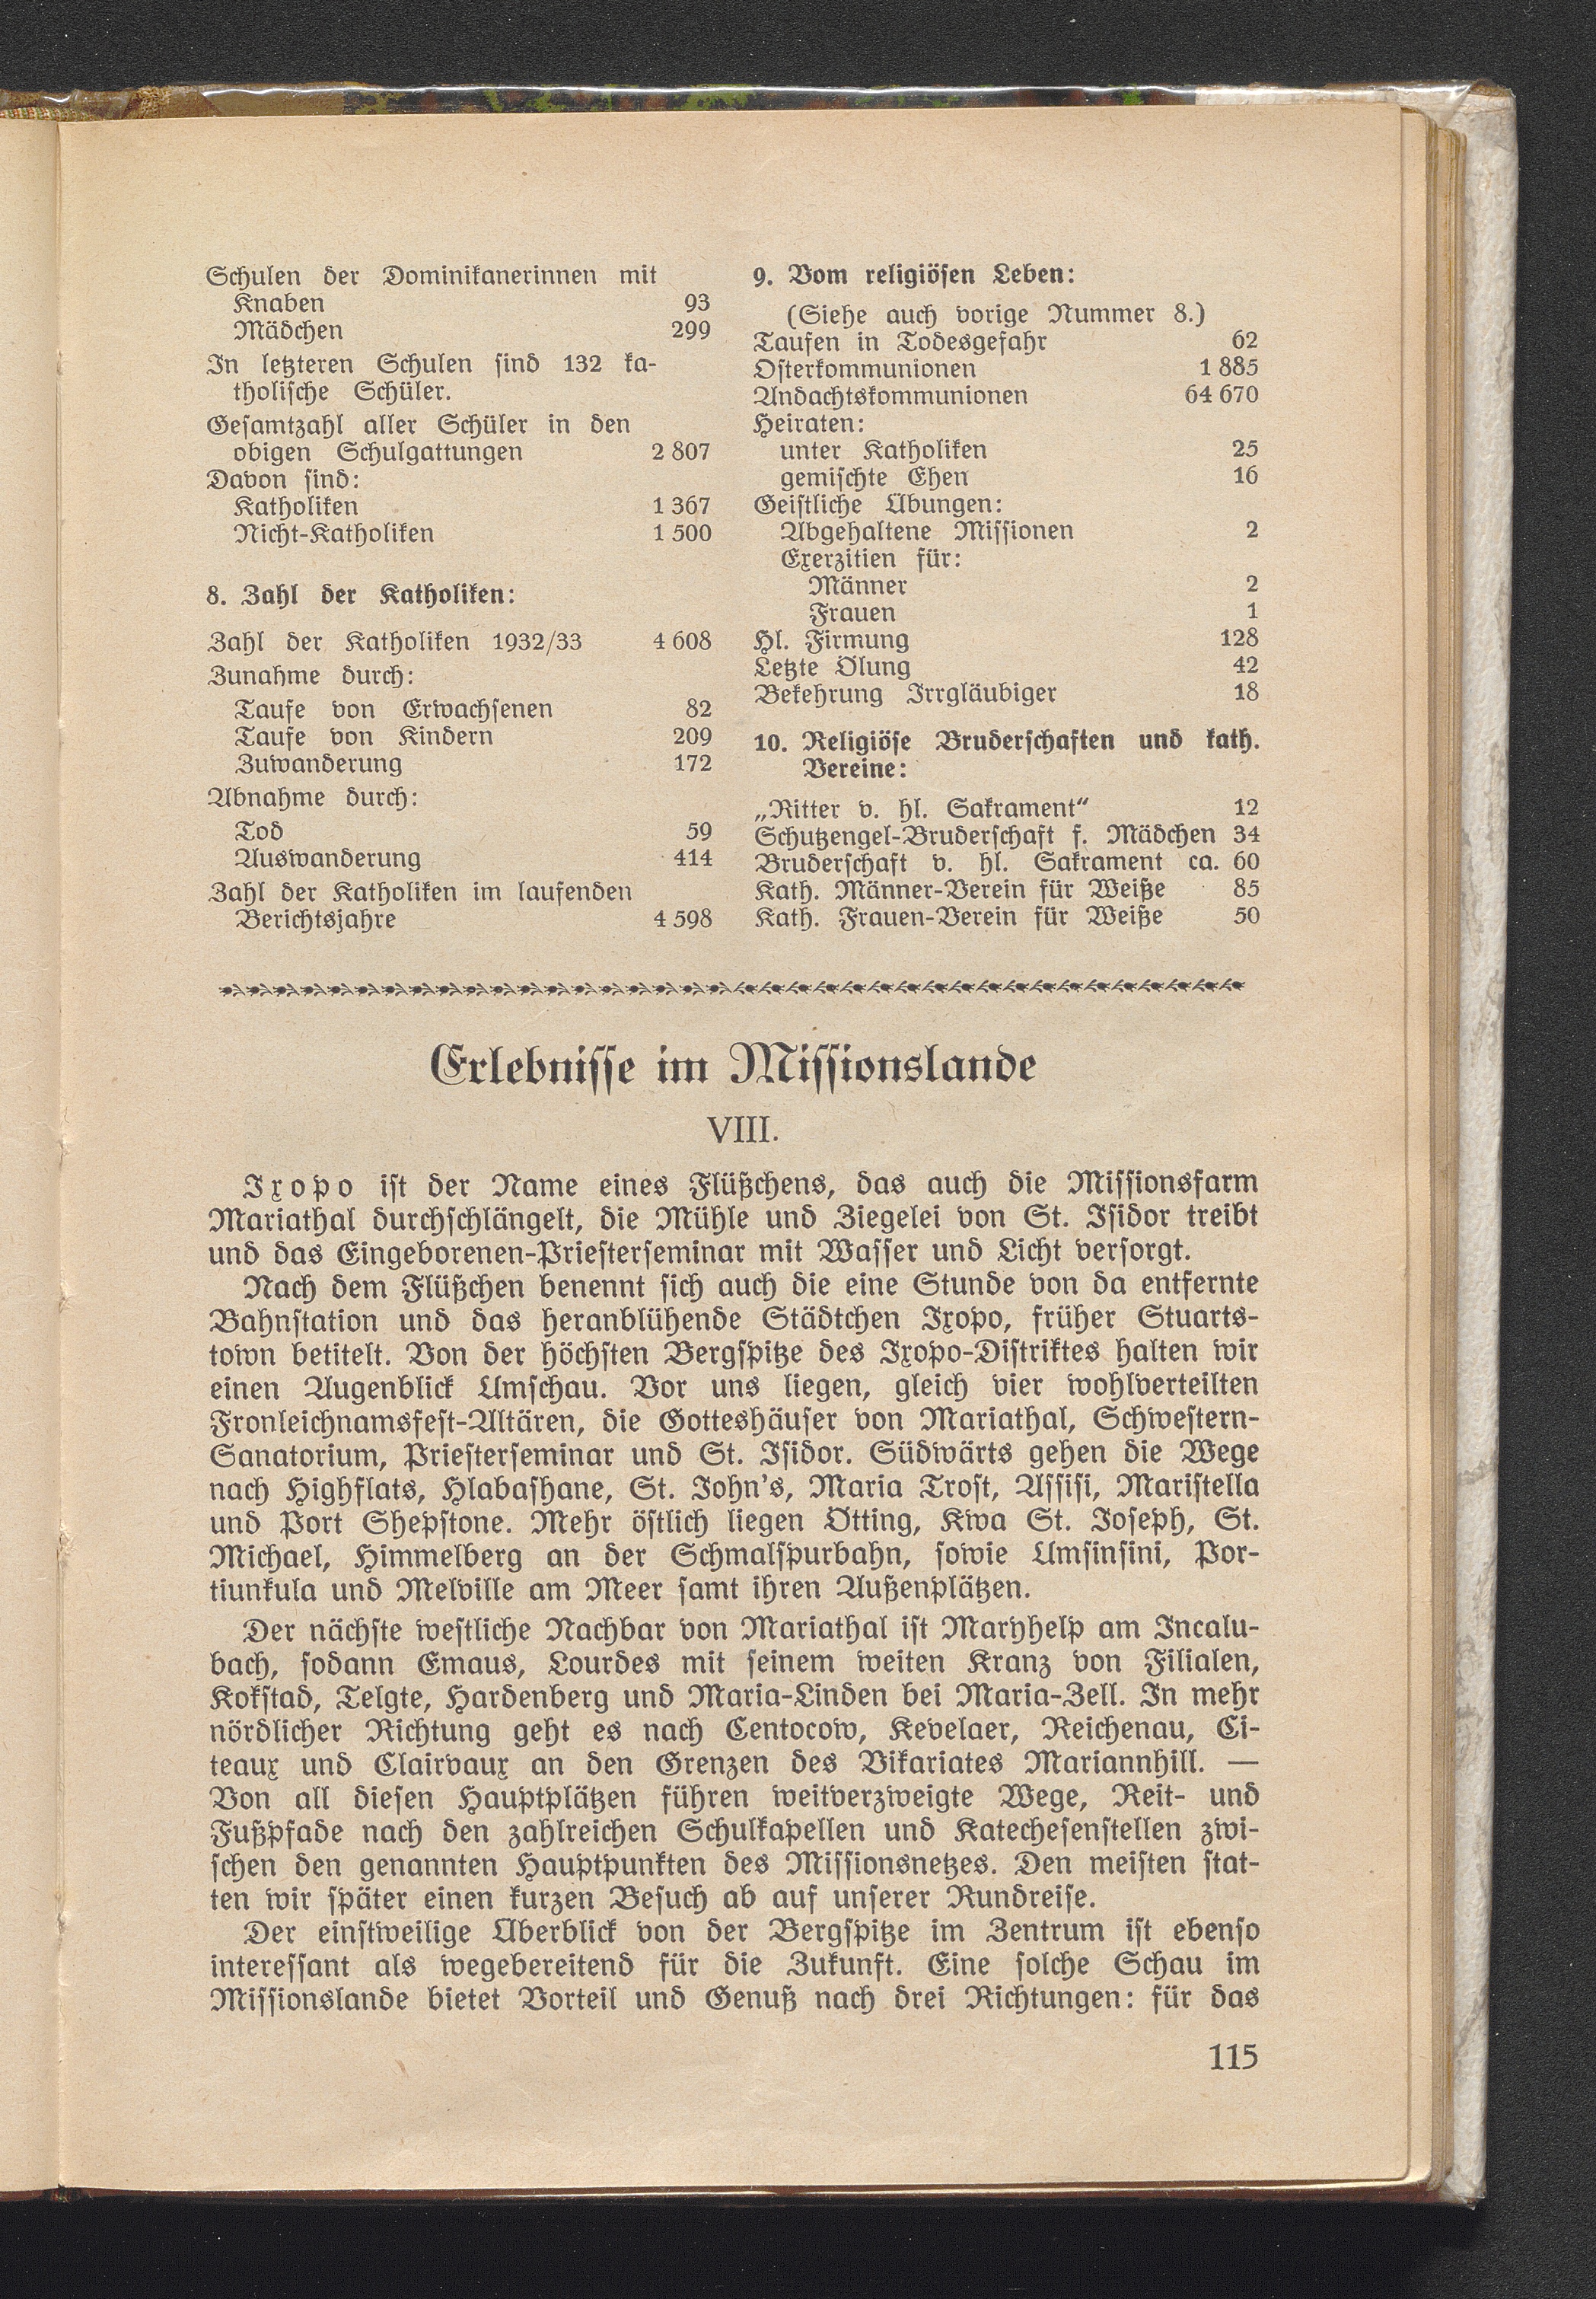 Schulen der Dominikanerinnen mit
Knaben 93
Mädchen 299
In letzteren Schulen sind 132 ka-
tholische Schüler.
Gesamtzahl aller Schüler in den
obigen Schulgattungen 2 807
Davon sind:
Katholiken 1 367
Nicht-Katholiken 1 500
8. Zahl der Katholiken:
Zahl der Katholiken 1932/33 4 608
Zunahme durch:
Taufe von Erwachsenen 82
Taufe von Kindern 209
Zuwanderung 172
Abnahme durch:
Tod 59
Auswanderung 414
Zahl der Katholiken im laufenden
Berichtsjahre 4 598
9. Vom religiösen Leben:
(Siehe auch vorige Nummer 8.)
Taufen in Todesgefahr 62
Osterkommunionen 1 885
Andachtskommunionen 64 670
Heiraten:
unter Katholiken 25
gemischte Ehen 16
Geistliche Übungen:
Abgehaltene Missionen 2
Exerzitien für:
Männer 2
Frauen 1
Hl. Firmung 128
Letzte Ölung 42
Bekehrung Irrgläubiger 18
10. Religiöse Bruderschaften und kath.
Vereine:
„Ritter v. hl. Sakrament“ 12
Schutzengel-Bruderschaft f. Mädchen 34
Bruderschaft v. hl. Sakrament ca. 60
Kath. Männer-Verein für Weiße 85
Kath. Frauen-Verein für Weiße 50
Erlebnisse im Missionslande
VIII.
Ixopo ist der Name eines Flüßchens, das auch die Missionsfarm
Mariathal durchschlängelt, die Mühle und Ziegelei von St. Isidor treibt
und das Eingeborenen-Priesterseminar mit Wasser und Licht versorgt.
Nach dem Flüßchen benennt sich auch die eine Stunde von da entfernte
Bahnstation und das heranblühende Städtchen Ixopo, früher Stuarts-
town betitelt. Von der höchsten Bergspitze des Ixopo-Distriktes halten wir
einen Augenblick Umschau. Vor uns liegen, gleich vier wohlverteilten
Fronleichnamsfest-Altären, die Gotteshäuser von Mariathal, Schwestern-
Sanatorium, Priesterseminar und St. Isidor. Südwärts gehen die Wege
nach Highflats, Hlabashane, St. John's, Maria Trost, Assisi, Maristella
und Port Shepstone. Mehr östlich liegen Ötting, Kwa St. Joseph, St.
Michael, Himmelberg an der Schmalspurbahn, sowie Umsinsini, Por-
tiunkula und Melville am Meer samt ihren Außenplätzen.
Der nächste westliche Nachbar von Mariathal ist Maryhelp am Incalu-
bach, sodann Emaus, Lourdes mit seinem weiten Kranz von Filialen,
Kokstad, Telgte, Hardenberg und Maria-Linden bei Maria-Zell. In mehr
nördlicher Richtung geht es nach Centocow, Kevelaer, Reichenau, Ci-
teaux und Clairvaux an den Grenzen des Vikariates Mariannhill. —
Von all diesen Hauptplätzen führen weitverzweigte Wege, Reit- und
Fußpfade nach den zahlreichen Schulkapellen und Katechesenstellen zwi-
schen den genannten Hauptpunkten des Missionsnetzes. Den meisten stat-
ten wir später einen kurzen Besuch ab auf unserer Rundreise.
Der einstweilige Überblick von der Bergspitze im Zentrum ist ebenso
interessant als wegebereitend für die Zukunft. Eine solche Schau im
Missionslande bietet Vorteil und Genuß nach drei Richtungen: für das
115